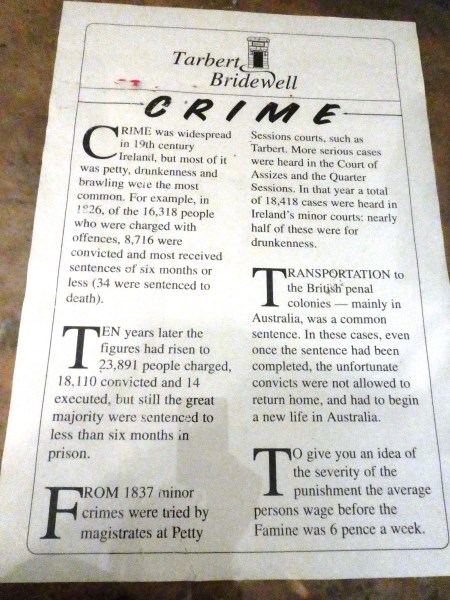 Tarbert
Bridewell
CRIME
CRIME was widespread
in 19th century
Ireland, but most of it
was petty, drunkenness and
brawling were the most
common. For example, in
1826, of the 16,318 people
who were charged with
offences, 8,716 were
convicted and most received
sentences of six months or
less (34 were sentenced to
death).
TEN years later the
figures had risen to
23,891 people charged,
18,110 convicted and 14
executed, but still the great
majority were sentenced to
less than six months in
prison.
FROM 1837 minor
crimes were tried by
magistrates at Petty
Sessions courts, such as
Tarbert. More serious cases
were heard in the Court of
Assizes and the Quarter
Sessions. In that year a total
of 18,418 cases were heard in
Ireland's minor courts: nearly
half of these were for
drunkenness.
TRANSPORTATION to
the British penal
colonies — mainly in
Australia, was a common
sentence. In these cases, even
once the sentence had been
completed, the unfortunate
convicts were not allowed to
return home, and had to begin
a new life in Australia.
TO give you an idea of
the severity of the
punishment the average
persons wage before the
Famine was 6 pence a week.